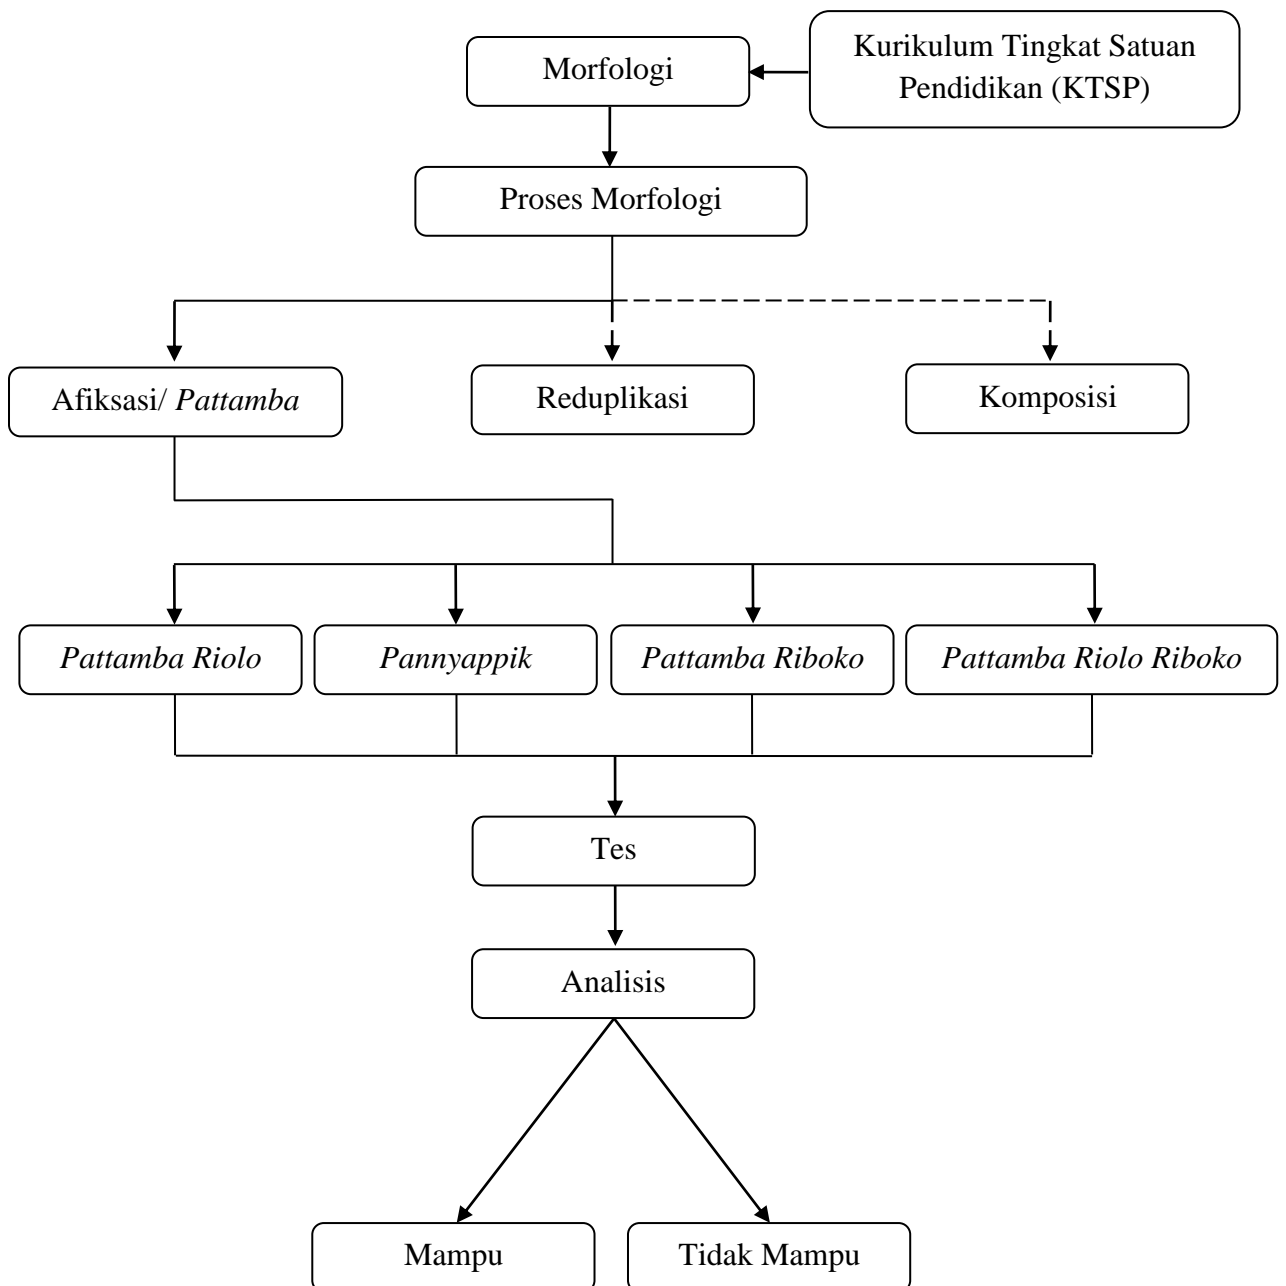 Morfologi
Kurikulum Tingkat Satuan
Pendidikan (KTSP)
Proses Morfologi
Afiksasi/ Pattamba
Reduplikasi
Komposisi
Pattamba Riolo
Pannyappik
Pattamba Riboko
Pattamba Riolo Riboko
Tes
Analisis
Mampu
Tidak Mampu